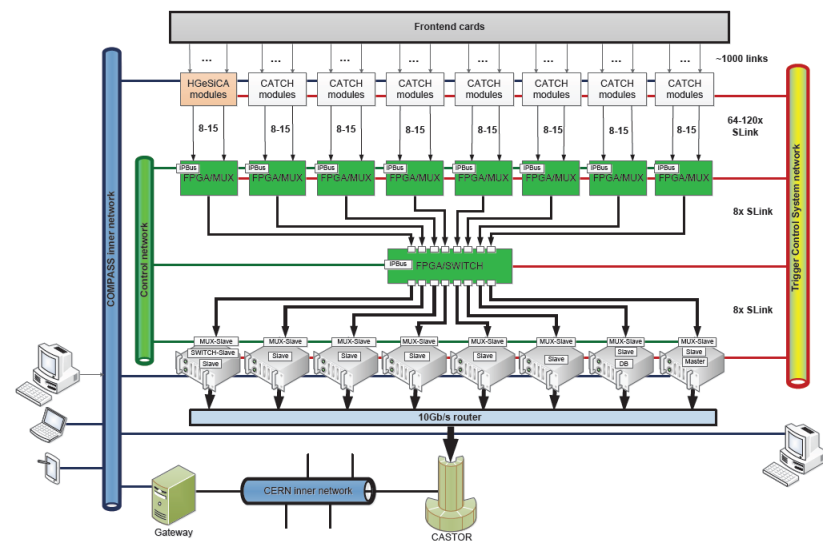 Frontend cards
... ... ... ... ... ... ... ...
~1000 links
HGeSiCA CATCH CATCH CATCH CATCH CATCH CATCH CATCH
modules modules modules modules modules modules modules modules
8-15 8-15 8-15 8-15 8-15 8-15 8-15 8-15
64-120x
SLink
IPBus IPBus IPBus IPBus IPBus IPBus IPBus IPBus
FPGA/MUX FPGA/MUX FPGA/MUX FPGA/MUX FPGA/MUX FPGA/MUX FPGA/MUX FPGA/MUX
8x SLink
COMPASS inner network
Control network
Trigger Control System network
IPBus FPGA/SWITCH
8x SLink
MUX-Slave MUX-Slave MUX-Slave MUX-Slave MUX-Slave MUX-Slave MUX-Slave MUX-Slave
SWITCH-Slave Slave Slave Slave Slave Slave Slave Slave
Slave DB Master
10Gb/s router
CERN inner network
Gateway
CASTOR